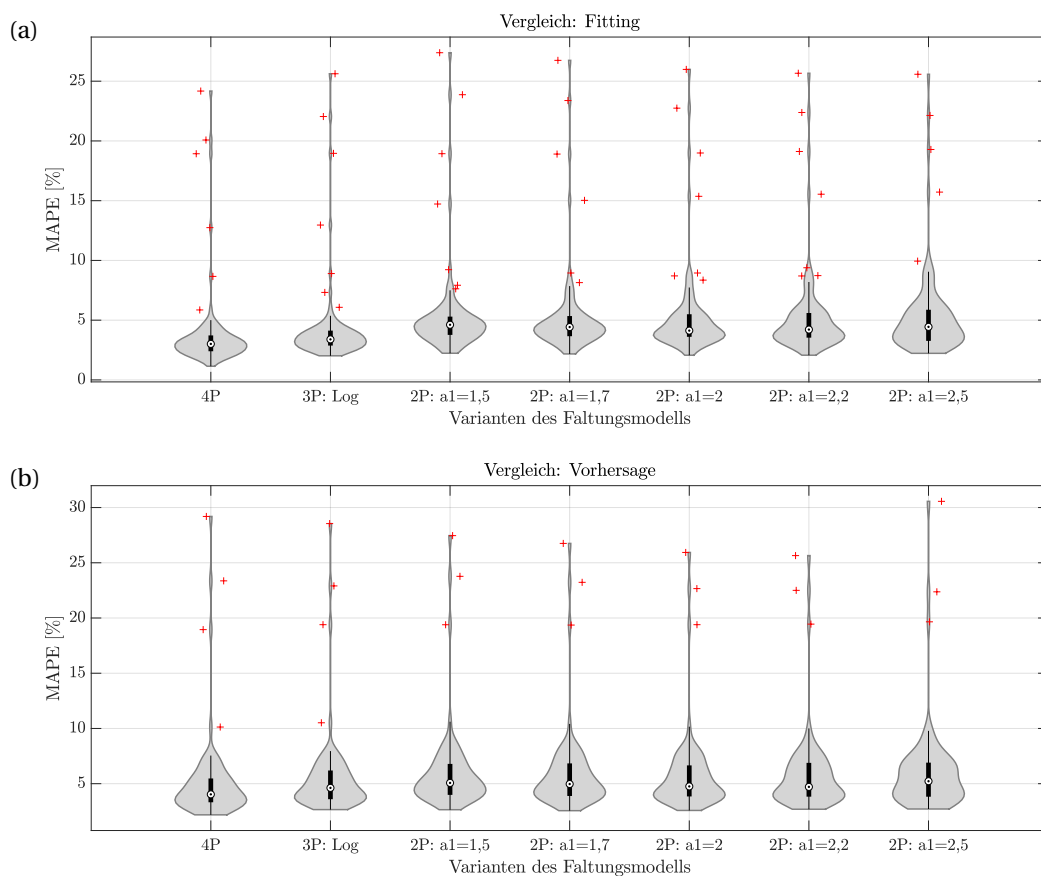 (a)
Vergleich: Fitting
MAPE [%]
25
20
15
10
5
0
4P 3P: Log 2P: a1=1,5 2P: a1=1,7 2P: a1=2 2P: a1=2,2 2P: a1=2,5
Varianten des Faltungsmodells
(b)
Vergleich: Vorhersage
MAPE [%]
30
25
20
15
10
5
4P 3P: Log 2P: a1=1,5 2P: a1=1,7 2P: a1=2 2P: a1=2,2 2P: a1=2,5
Varianten des Faltungsmodells